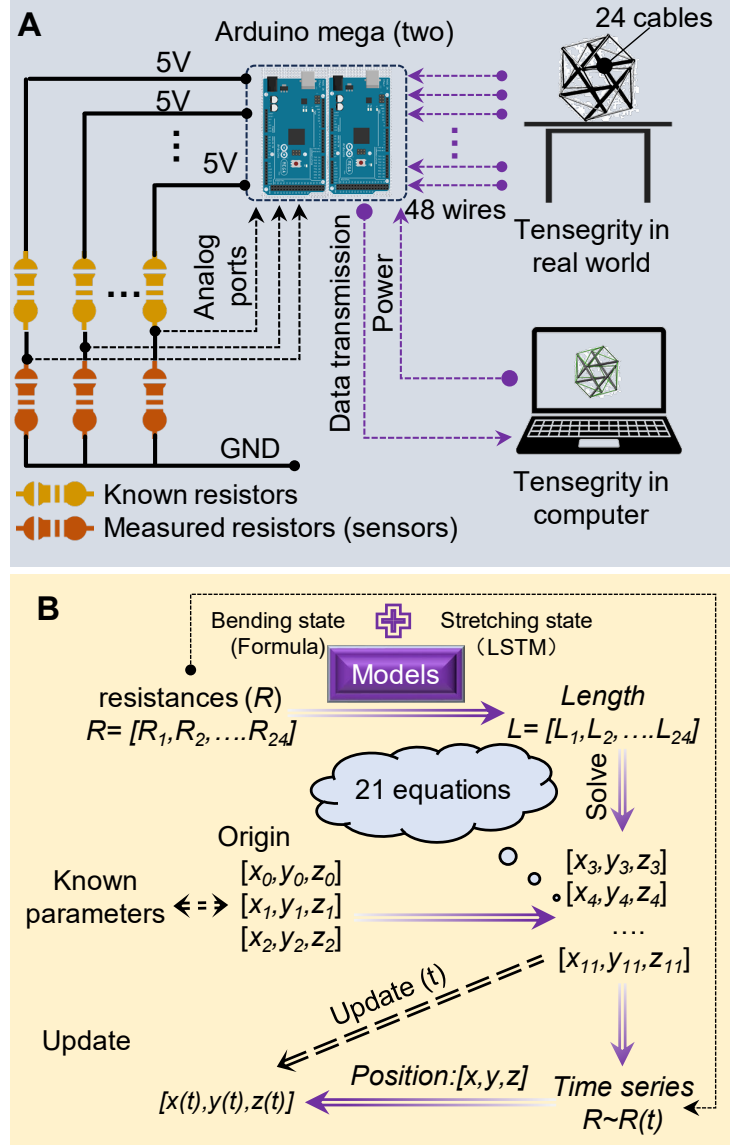 A
Arduino mega (two)
24 cables
5V
5V
5V
48 wires
Tensegrity in
real world
Analog
ports
Data transmission
Power
GND
Known resistors
Measured resistors (sensors)
Tensegrity in
computer
B
Bending state
(Formula)
Stretching state
（LSTM）
Models
resistances (R)
R= [R1,R2,….R24]
Length
L= [L1,L2,….L24]
21 equations
Solve
Origin
[x0,y0,z0]
[x1,y1,z1]
[x2,y2,z2]
Known
parameters
[x3,y3,z3]
[x4,y4,z4]
….
[x11,y11,z11]
Update (t)
Update
Position:[x,y,z]
[x(t),y(t),z(t)]
Time series
R~R(t)